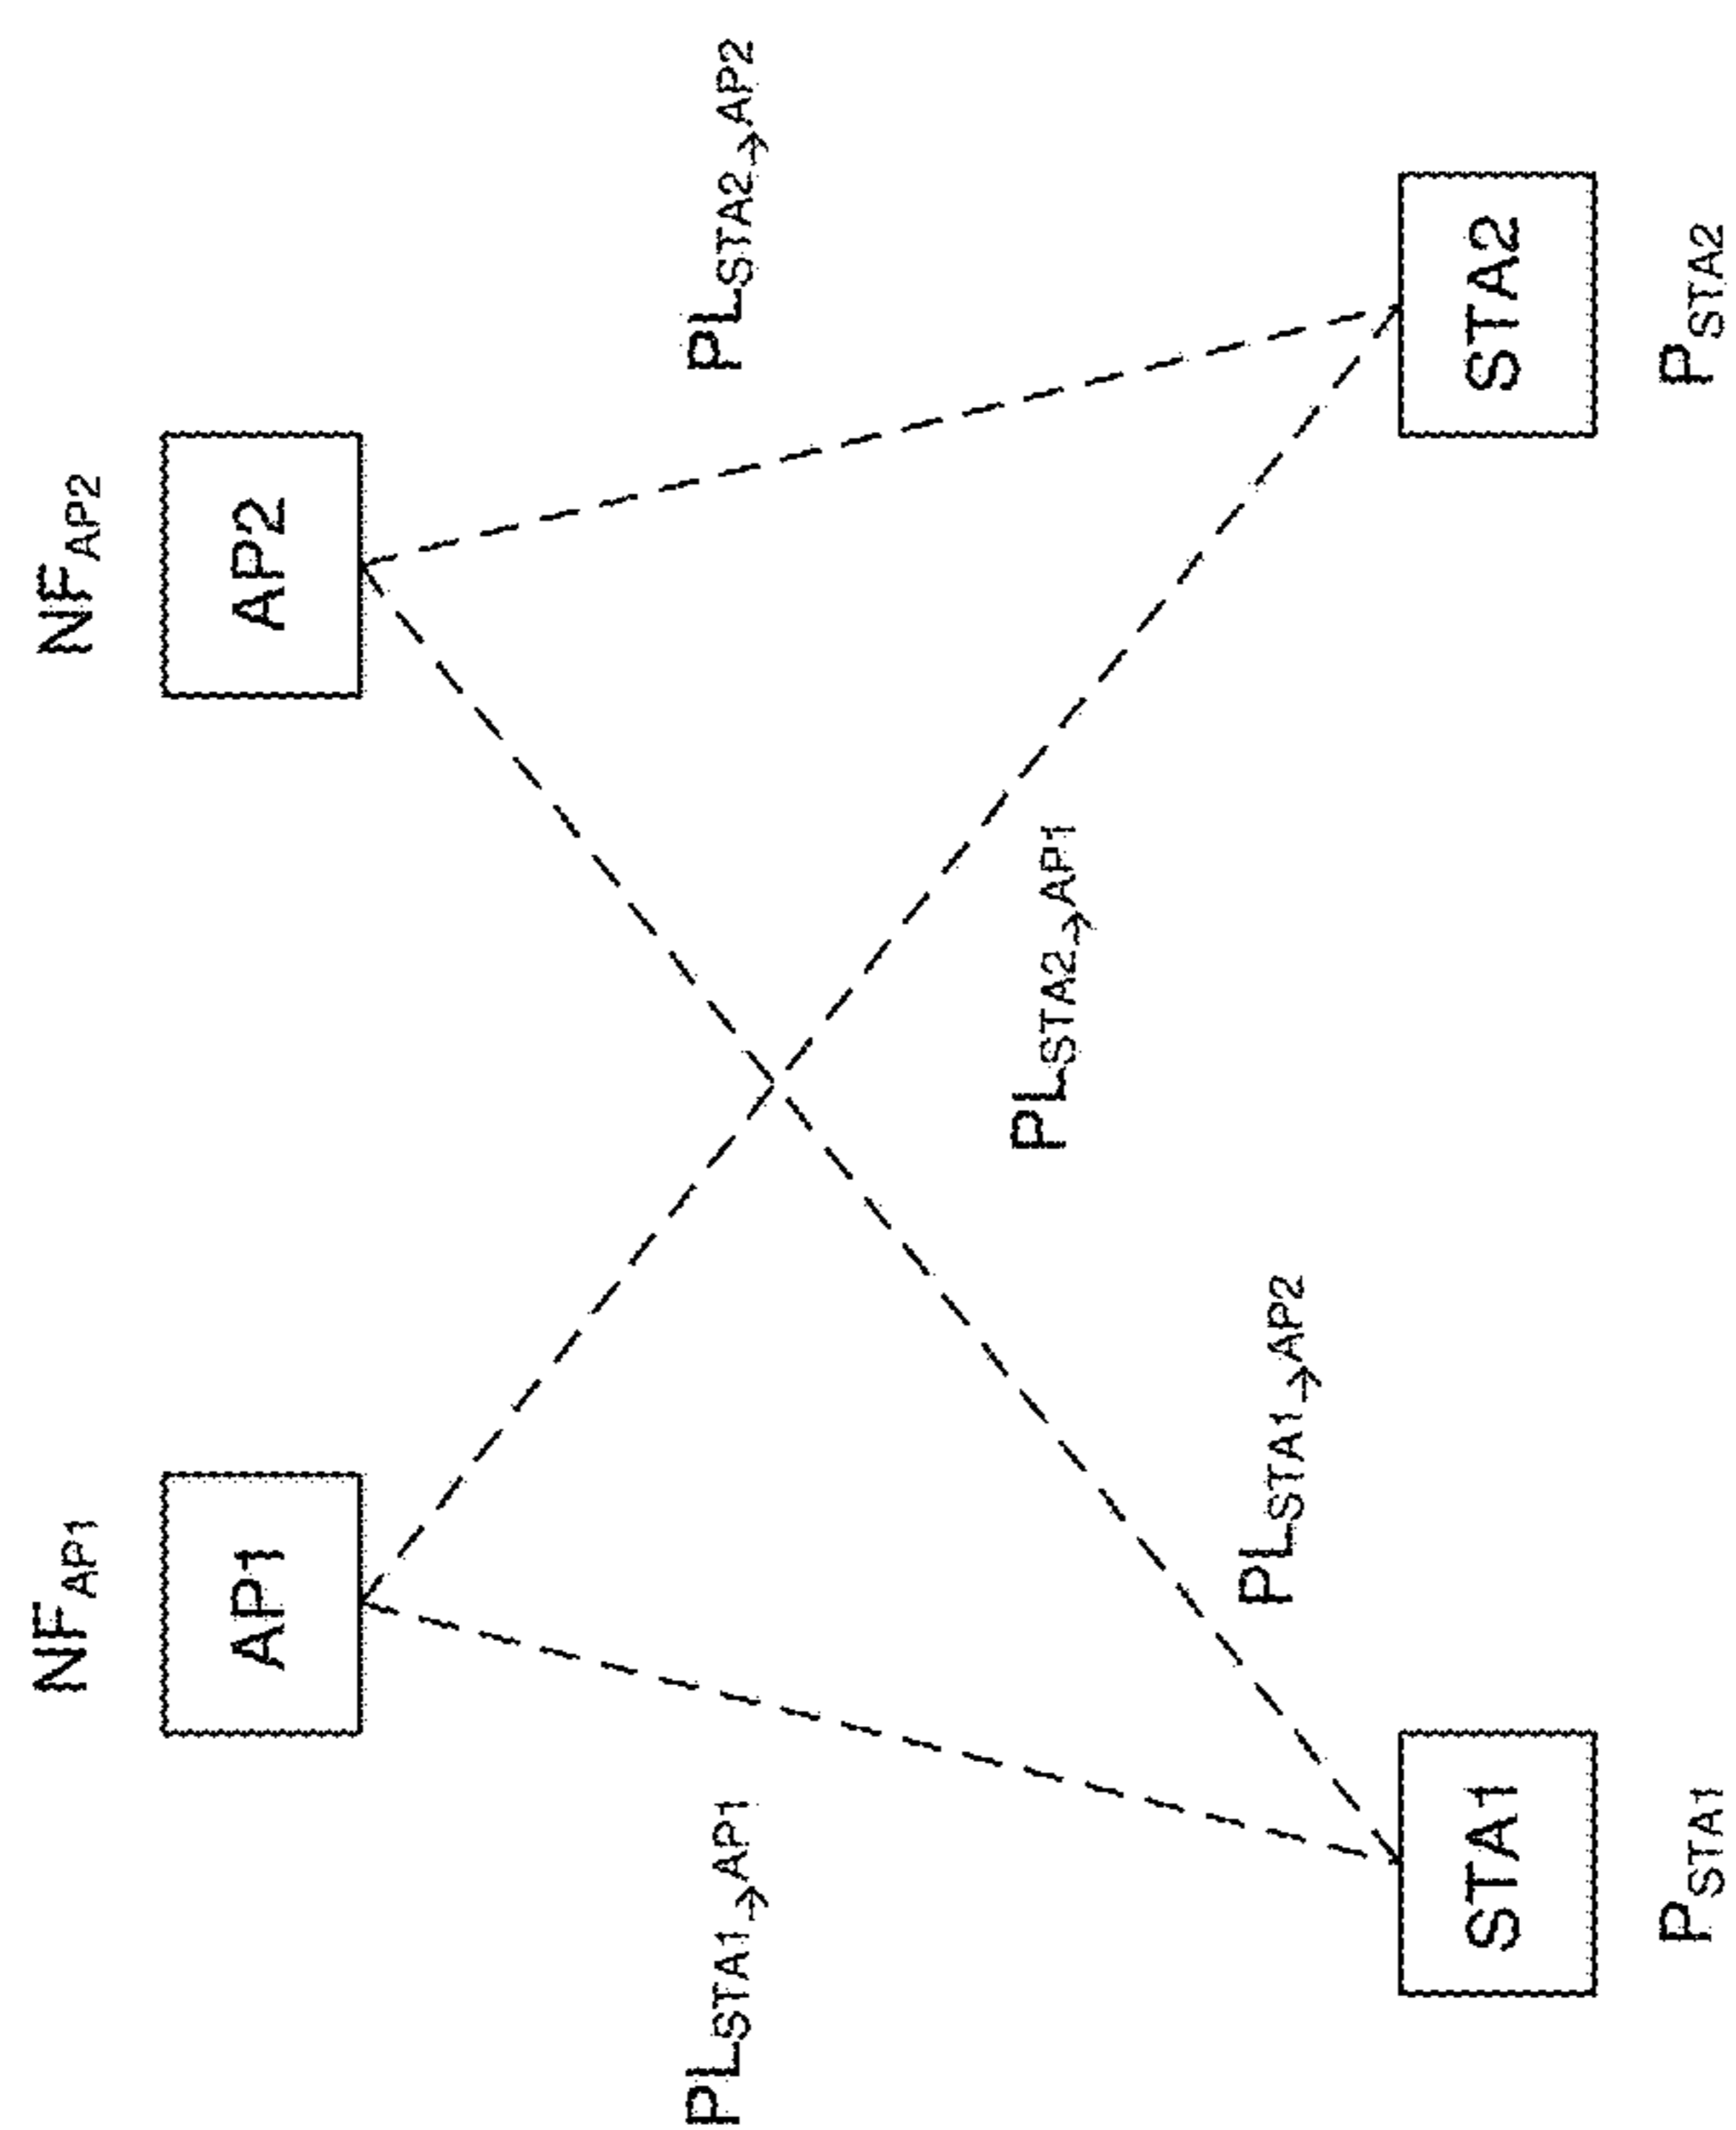 NF_AP1
NF_AP2
AP1
AP2
PL_STA1→AP1
PL_STA2→AP2
PL_STA2→AP1
PL_STA1→AP2
STA1
STA2
P_STA1
P_STA2